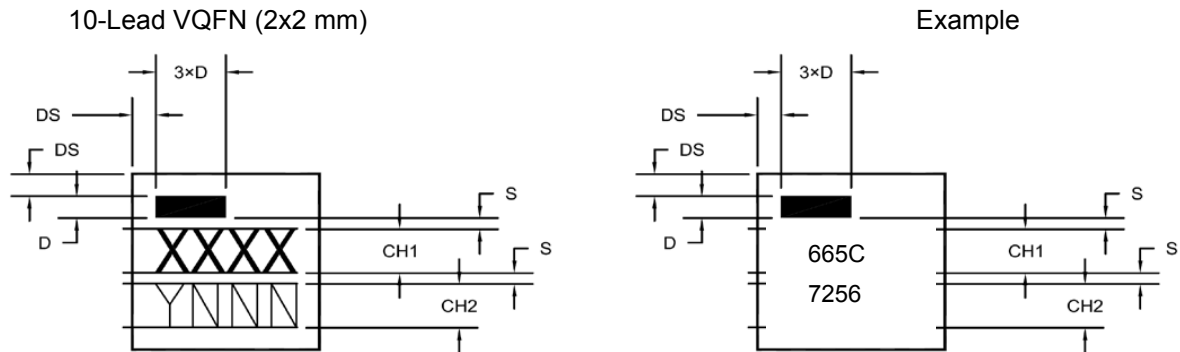 10-Lead VQFN (2x2 mm)
Example
3×D
DS
DS
D
S
CH1
S
CH2
XXXX
YNNN
3×D
DS
DS
D
S
CH1
S
CH2
665C
7256